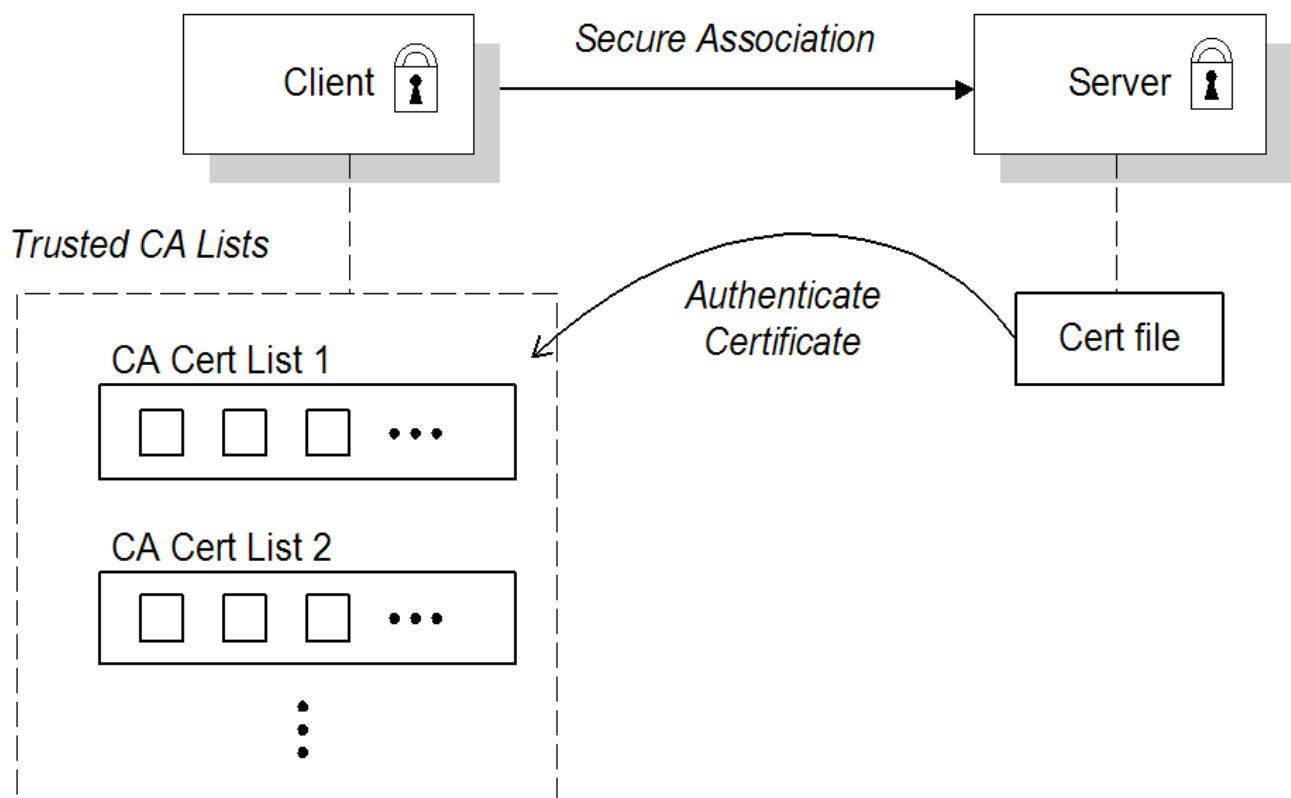 Secure Association
Client
Server
Trusted CA Lists
Authenticate
Certificate
Cert file
CA Cert List 1
CA Cert List 2